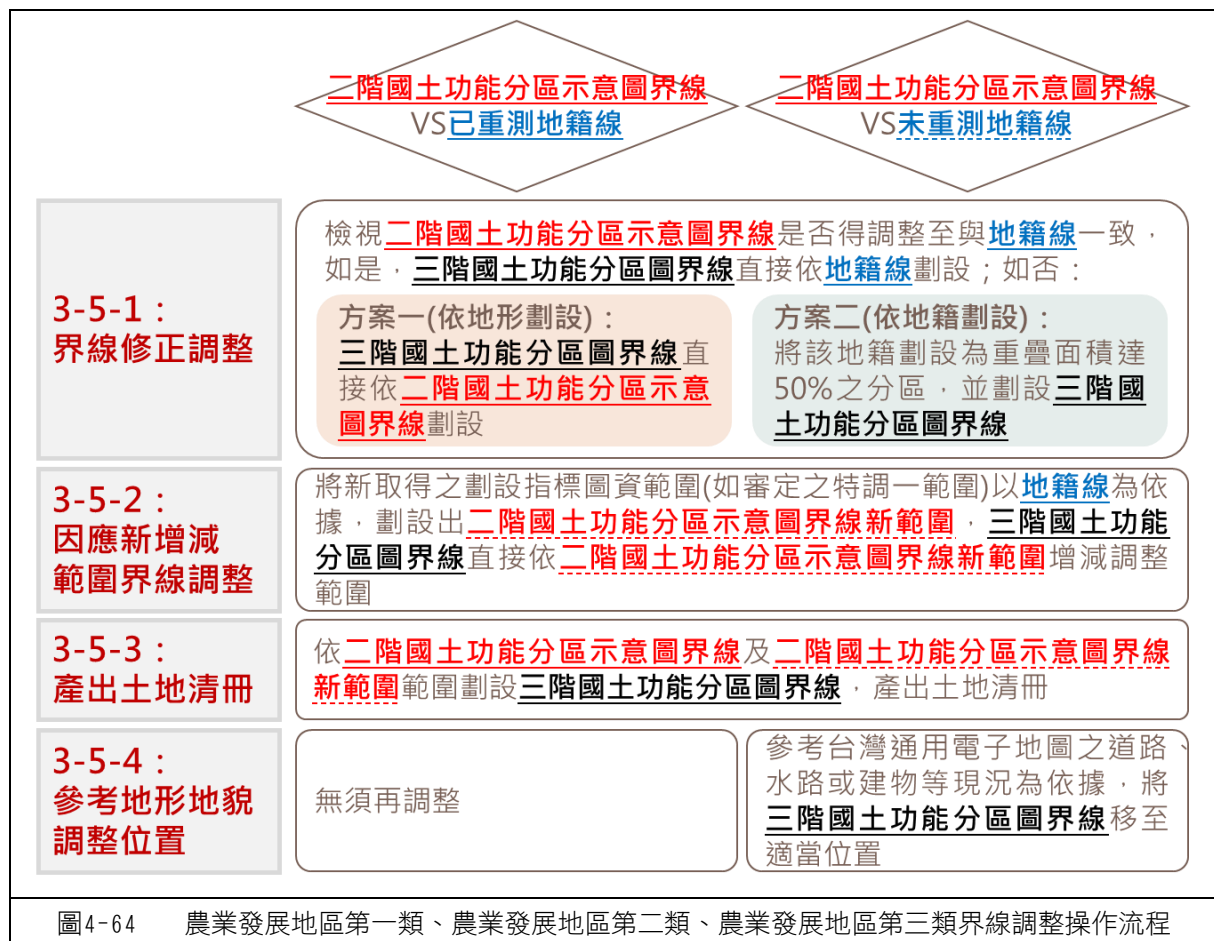 二階國土功能分區示意圖界線
VS已重測地籍線
二階國土功能分區示意圖界線
VS未重測地籍線
3-5-1：
界線修正調整
檢視二階國土功能分區示意圖界線是否得調整至與地籍線一致，
如是，三階國土功能分區圖界線直接依地籍線劃設；如否：
方案一(依地形劃設)：
三階國土功能分區圖界線直
接依二階國土功能分區示意
圖界線劃設
方案二(依地籍劃設)：
將該地籍劃設為重疊面積達
50%之分區，並劃設三階國
土功能分區圖界線
3-5-2：
因應新增減
範圍界線調整
將新取得之劃設指標圖資範圍(如審定之特調一範圍)以地籍線為依
據，劃設出二階國土功能分區示意圖界線新範圍，三階國土功能
分區圖界線直接依二階國土功能分區示意圖界線新範圍增減調整
範圍
3-5-3：
產出土地清冊
依二階國土功能分區示意圖界線及二階國土功能分區示意圖界線
新範圍範圍劃設三階國土功能分區圖界線，產出土地清冊
3-5-4：
參考地形地貌
調整位置
無須再調整
參考台灣通用電子地圖之道路、
水路或建物等現況為依據，將
三階國土功能分區圖界線移至
適當位置
圖4-64 農業發展地區第一類、農業發展地區第二類、農業發展地區第三類界線調整操作流程